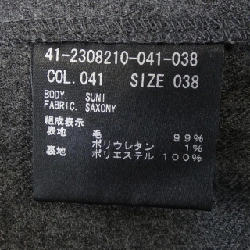 41-2308210-041-038
COL. 041 SIZE 038
BODY. SUMI
FABRIC. SAXONY
組成表示
表地 毛 99%
ポリウレタン 1%
裏地 ポリエステル 100%